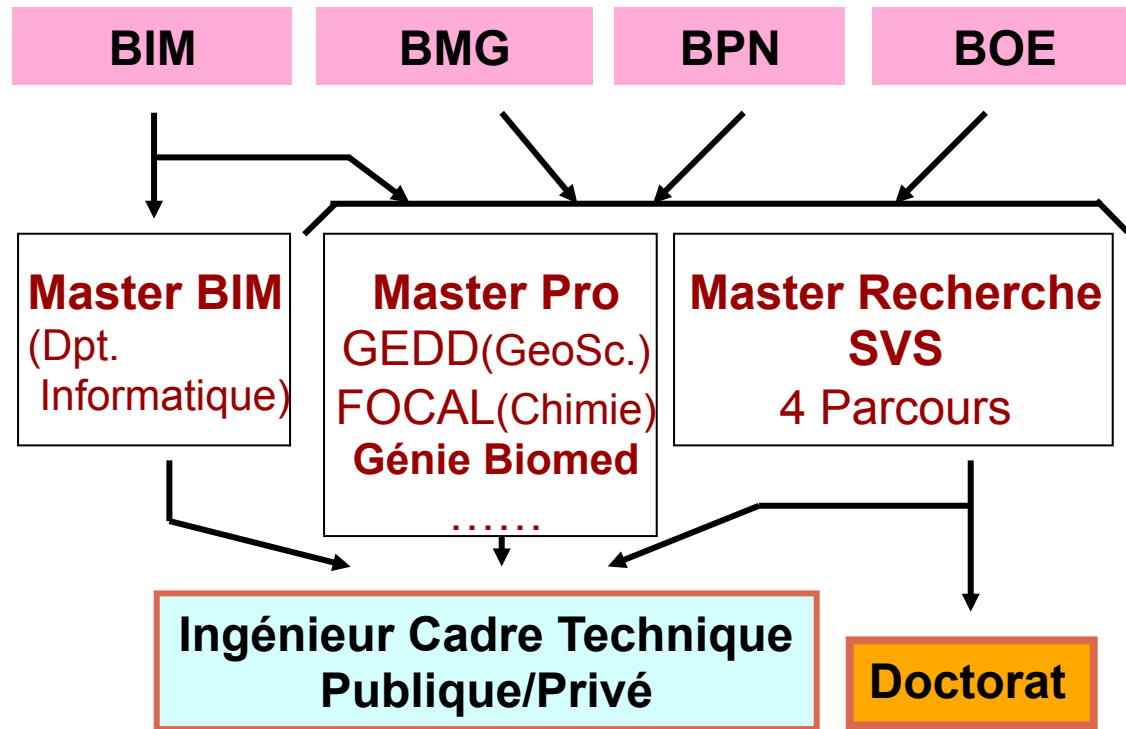 BIM
BMG
BPN
BOE
Master BIM
(Dpt.
Informatique)
Master Pro
GEDD(GeoSc.)
FOCAL(Chimie)
Génie Biomed
......
Master Recherche
SVS
4 Parcours
Ingénieur Cadre Technique
Publique/Privé
Doctorat